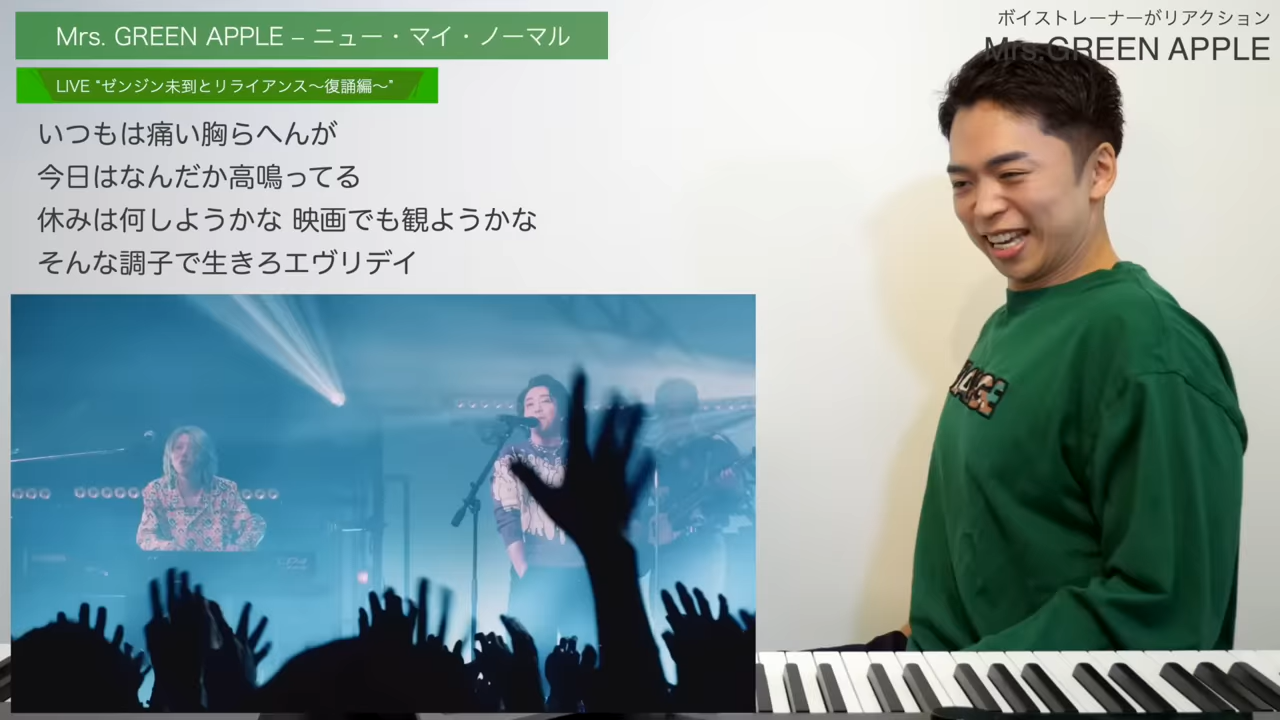 Mrs. GREEN APPLE – ニュー・マイ・ノーマル
LIVE “ゼンジン未到とリライアンス〜復誦編〜”
いつもは痛い胸らへんが
今日はなんだか高鳴ってる
休みは何しようかな 映画でも観ようかな
そんな調子で生きろエヴリデイ
ボイストレーナーがリアクション
Mrs.GREEN APPLE